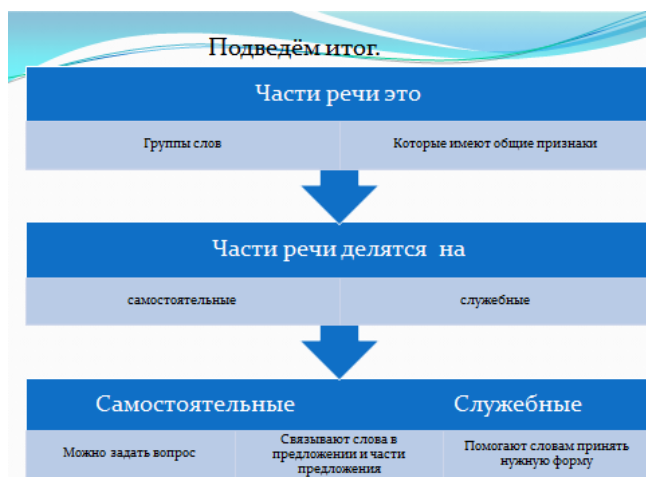 Подведём итог.
Части речи это
Группы слов
Которые имеют общие признаки
Части речи делятся на
самостоятельные
служебные
Самостоятельные
Служебные
Можно задать вопрос
Связывают слова в
предложении и части
предложения
Помогают словам принять
нужную форму